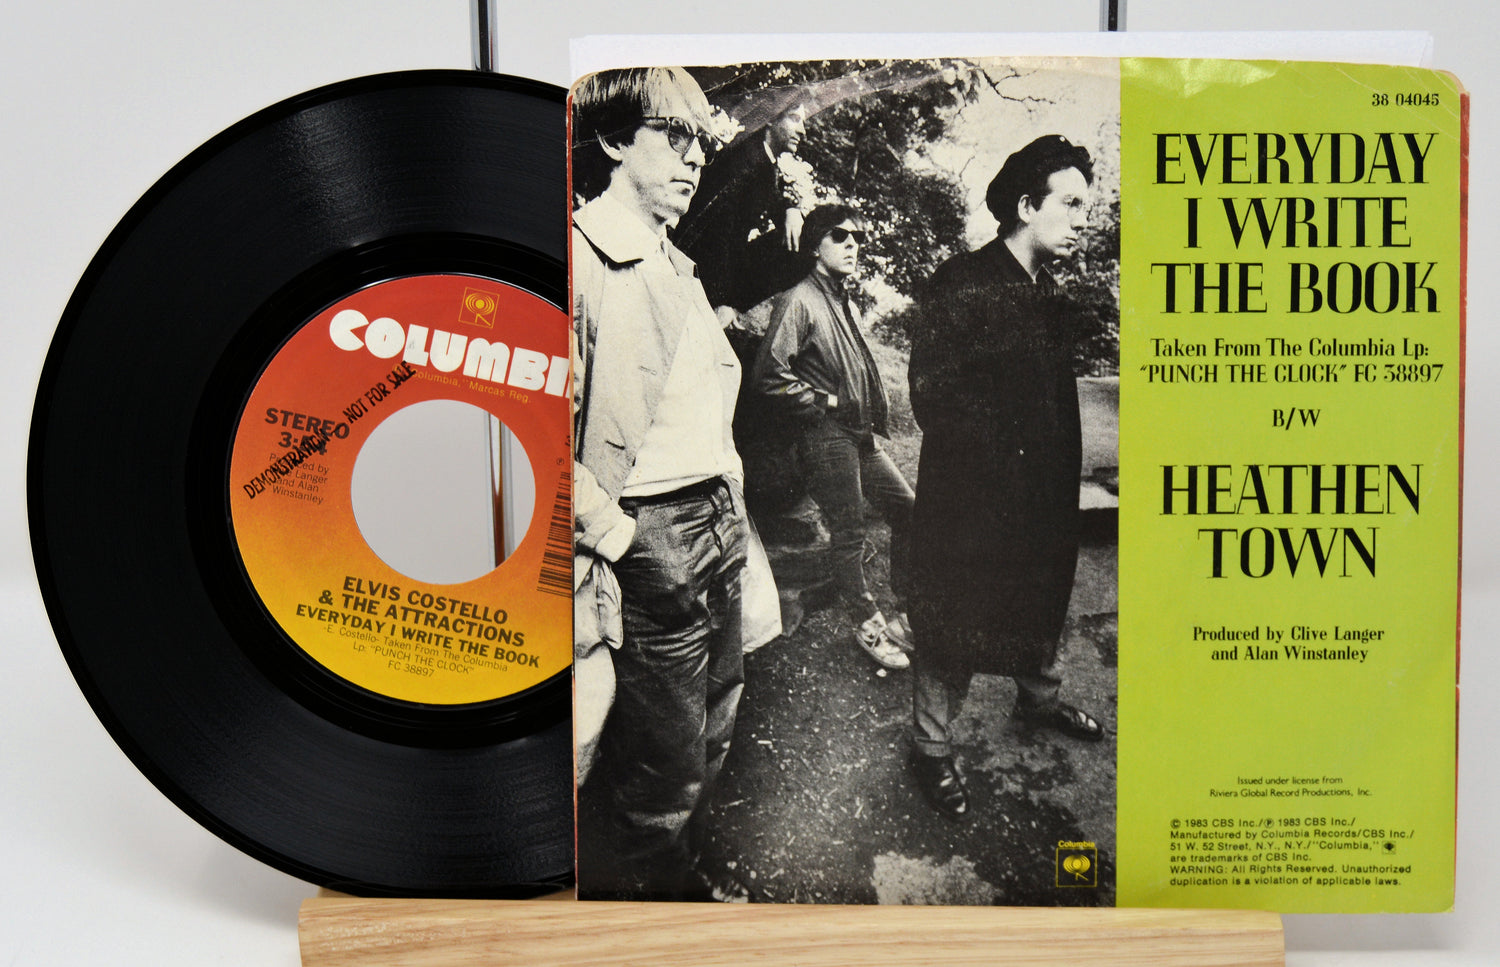 COLUMBI
olumbia," Marcas Reg.
DEMONSTRATION - NOT FOR SALE
STEREO
3:
Produced by
Langer
and Alan
Winstanley
ELVIS COSTELLO
& THE ATTRACTIONS
EVERYDAY I WRITE THE BOOK
-E. Costello- Taken From The Columbia
Lp: "PUNCH THE CLOCK"
FC 38897
38 04045
EVERYDAY
I WRITE
THE BOOK
Taken From The Columbia Lp:
"PUNCH THE CLOCK" FC 38897
B/W
HEATHEN
TOWN
Produced by Clive Langer
and Alan Winstanley
Issued under license from
Riviera Global Record Productions, Inc.
© 1983 CBS Inc./℗ 1983 CBS Inc./
Manufactured by Columbia Records/CBS Inc./
51 W. 52 Street, N.Y., N.Y./"Columbia,"
are trademarks of CBS Inc.
WARNING: All Rights Reserved. Unauthorized
duplication is a violation of applicable laws.
Columbia